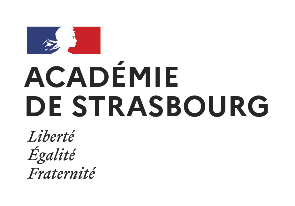 ACADÉMIE
DE STRASBOURG
Liberté
Égalité
Fraternité